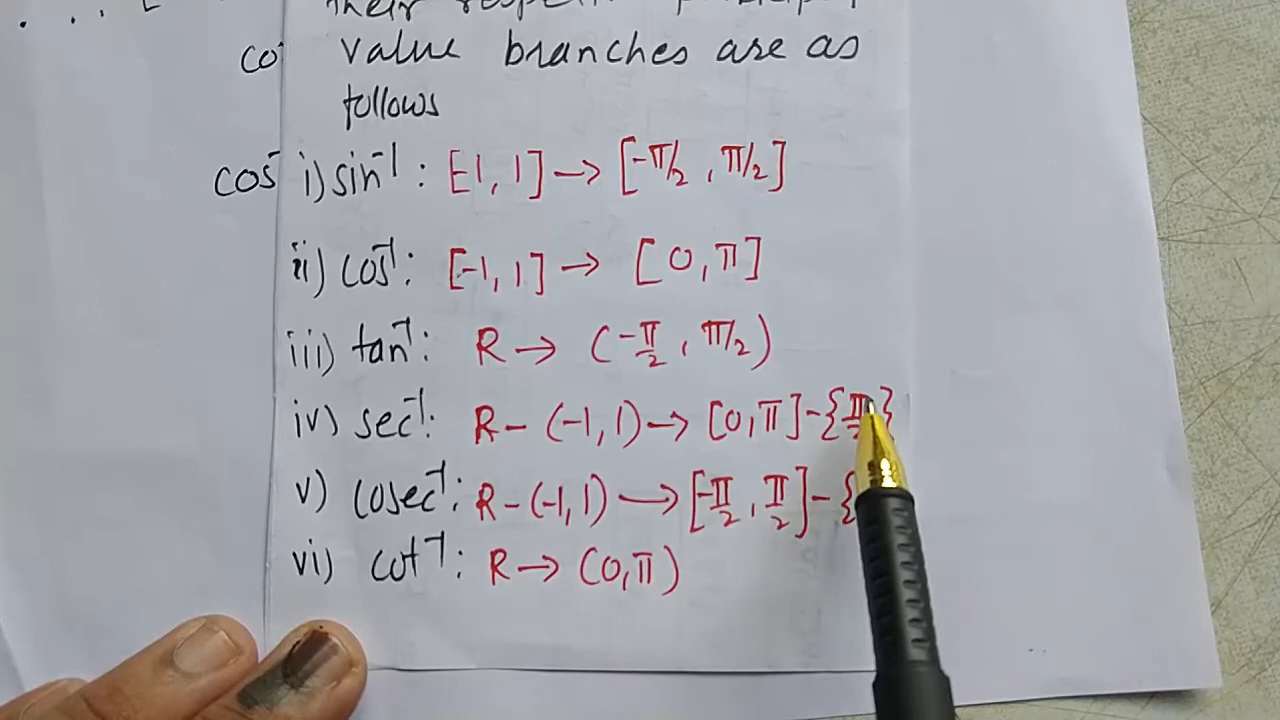 value branches are as
follows
i) sin⁻¹ : [-1, 1] → [-π/2, π/2]
ii) cos⁻¹: [-1, 1] → [0, π]
iii) tan⁻¹: R → (-π/2, π/2)
iv) sec⁻¹: R - (-1, 1) → [0, π] - {π/2}
v) cosec⁻¹: R - (-1, 1) → [-π/2, π/2] - {
vi) cot⁻¹: R → (0, π)
co
cos⁻